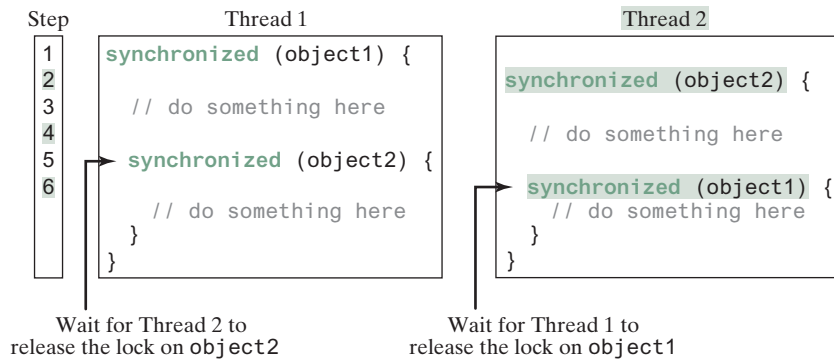 Step Thread 1 Thread 2
1 synchronized (object1) {
2 synchronized (object2) {
3 // do something here
4 // do something here
5 synchronized (object2) {
6 synchronized (object1) {
// do something here // do something here
} }
} }
Wait for Thread 2 to Wait for Thread 1 to
release the lock on object2 release the lock on object1